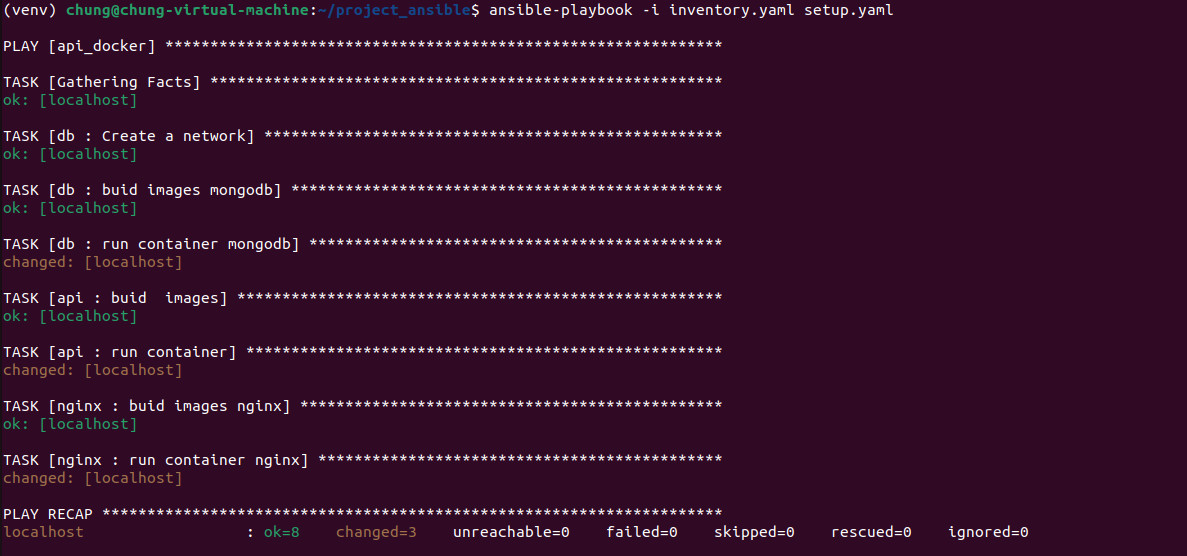 (venv) chung@chung-virtual-machine:~/project_ansible$ ansible-playbook -i inventory.yaml setup.yaml
PLAY [api_docker] **************************************************************
TASK [Gathering Facts] *********************************************************
ok: [localhost]
TASK [db : Create a network] ***************************************************
ok: [localhost]
TASK [db : buid images mongodb] ************************************************
ok: [localhost]
TASK [db : run container mongodb] **********************************************
changed: [localhost]
TASK [api : buid  images] ******************************************************
ok: [localhost]
TASK [api : run container] *****************************************************
changed: [localhost]
TASK [nginx : buid images nginx] ***********************************************
ok: [localhost]
TASK [nginx : run container nginx] *********************************************
changed: [localhost]
PLAY RECAP *********************************************************************
localhost                  : ok=8    changed=3    unreachable=0    failed=0    skipped=0    rescued=0    ignored=0